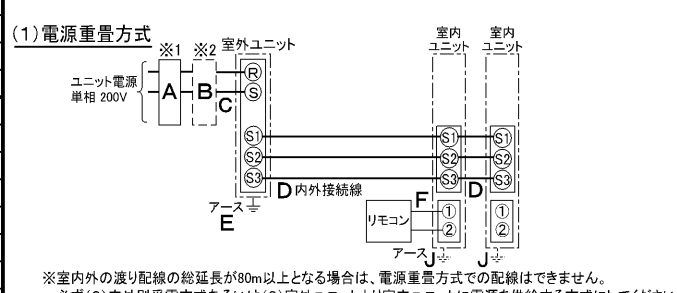 (1)電源重畳方式
※1 ※2 室外ユニット
室内
ユニット
室内
ユニット
ユニット電源
単相 200V
A
B
C
R
S
S1
S2
S3
S1
S2
S3
S1
S2
S3
D 内外接続線
D
アース
E
F
リモコン
①
②
①
②
アース J
J
※室内外の渡り配線の総延長が80m以上となる場合は、電源重畳方式での配線はできません。